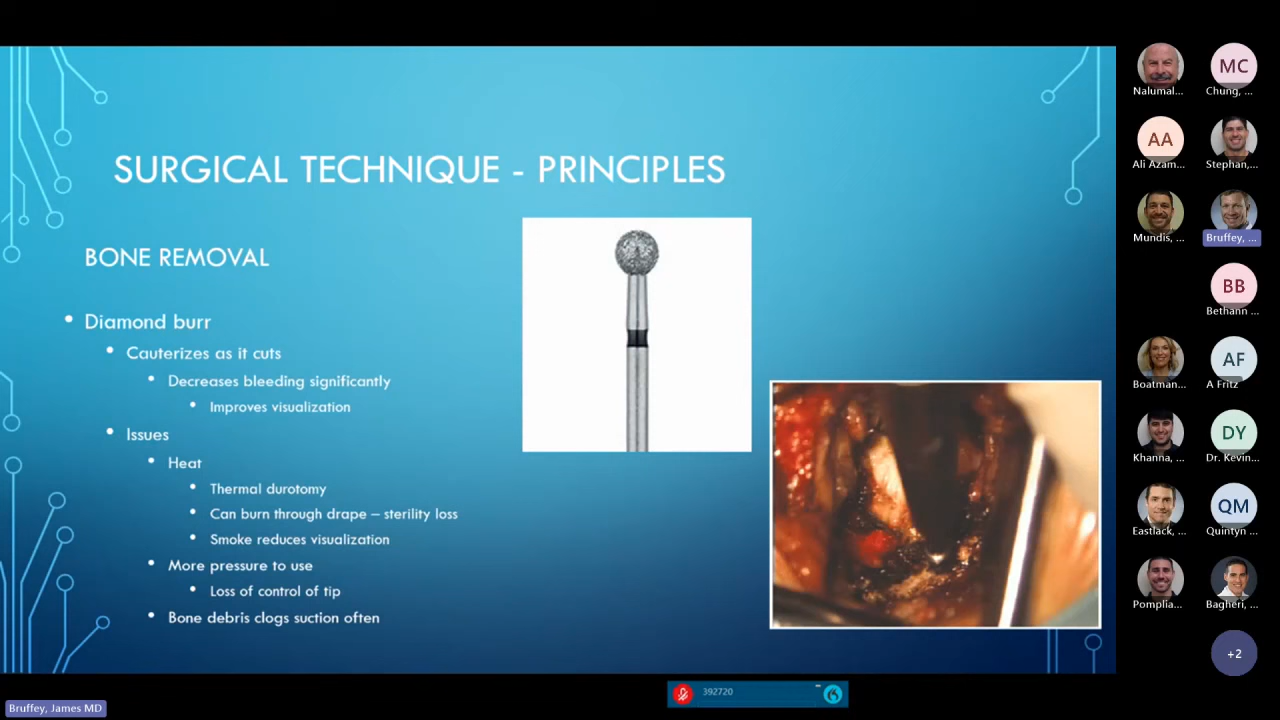 SURGICAL TECHNIQUE - PRINCIPLES
BONE REMOVAL
• Diamond burr
• Cauterizes as it cuts
• Decreases bleeding significantly
• Improves visualization
• Issues
• Heat
• Thermal durotomy
• Can burn through drape – sterility loss
• Smoke reduces visualization
• More pressure to use
• Loss of control of tip
• Bone debris clogs suction often
Nalumal...
MC
Chung, ...
AA
Ali Azam...
Stephan,...
Mundis, ...
Bruffey, ...
BB
Bethann ...
Boatman...
AF
A Fritz
Khanna, ...
DY
Dr. Kevin...
Eastlack, ...
QM
Quintyn ...
Pomplia...
Bagheri, ...
+2
392720
Bruffey, James MD